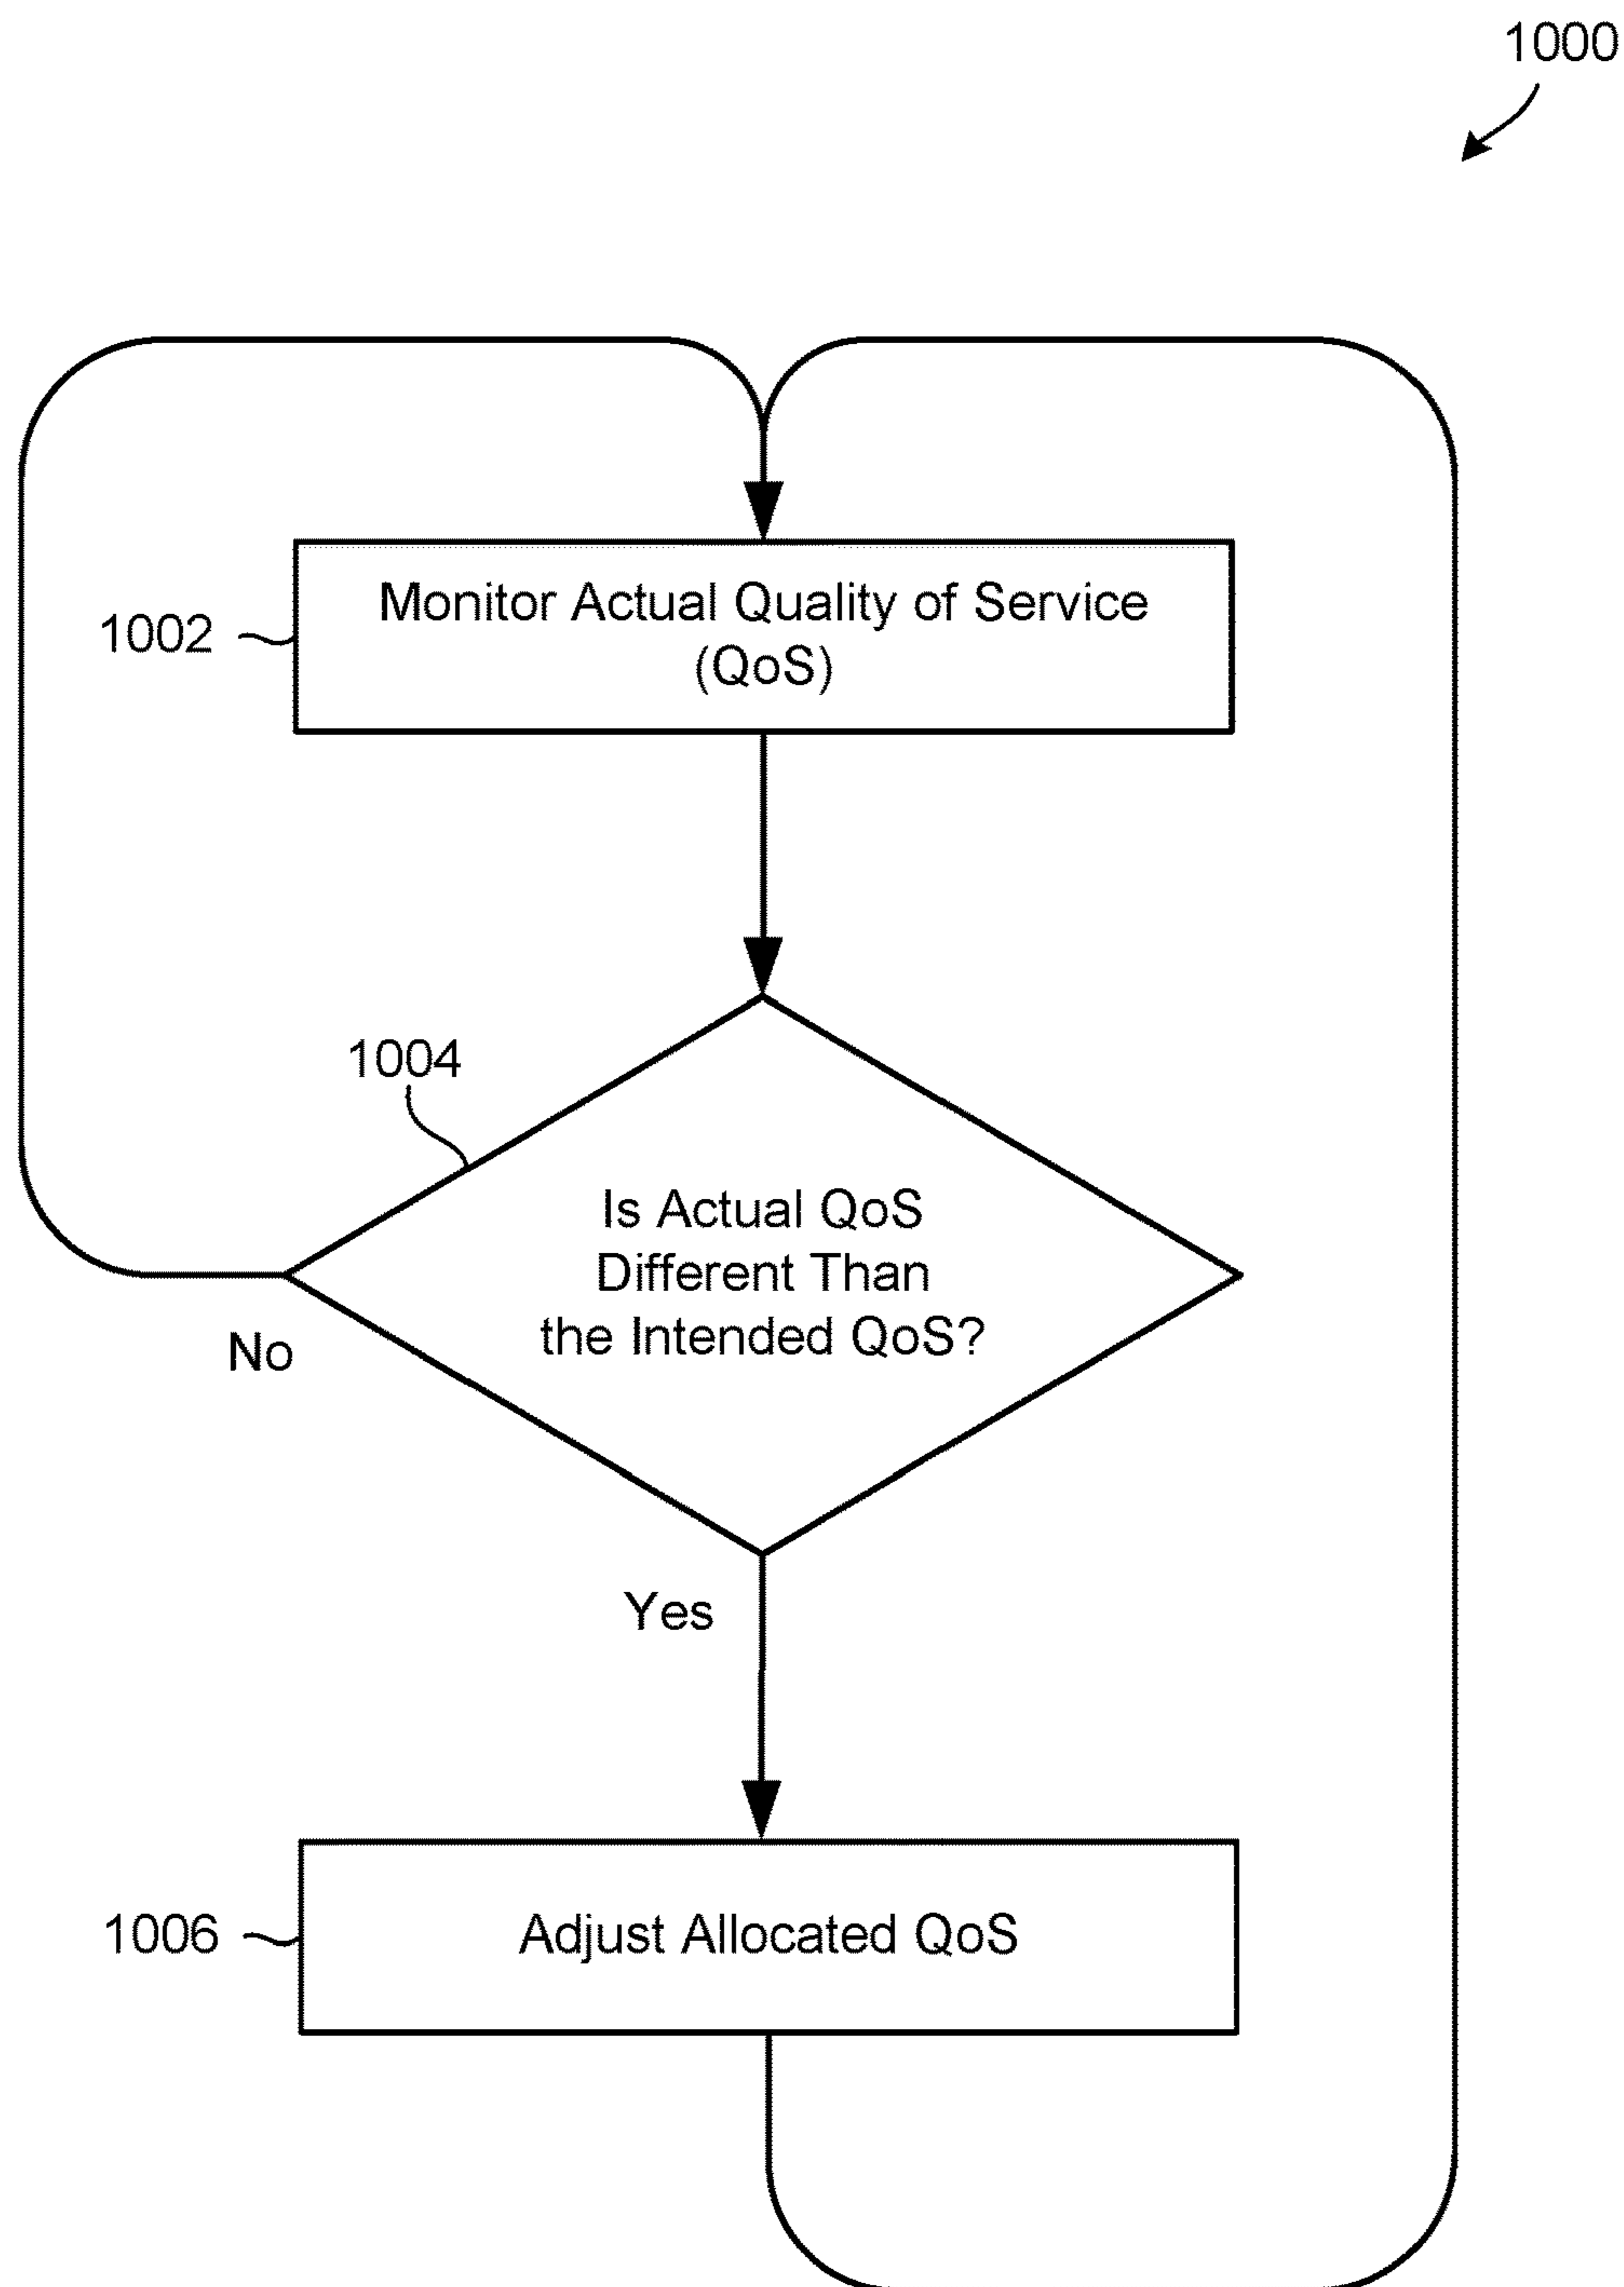 1000
Monitor Actual Quality of Service
(QoS)
1002
1004
Is Actual QoS
Different Than
the Intended QoS?
No
Yes
1006
Adjust Allocated QoS